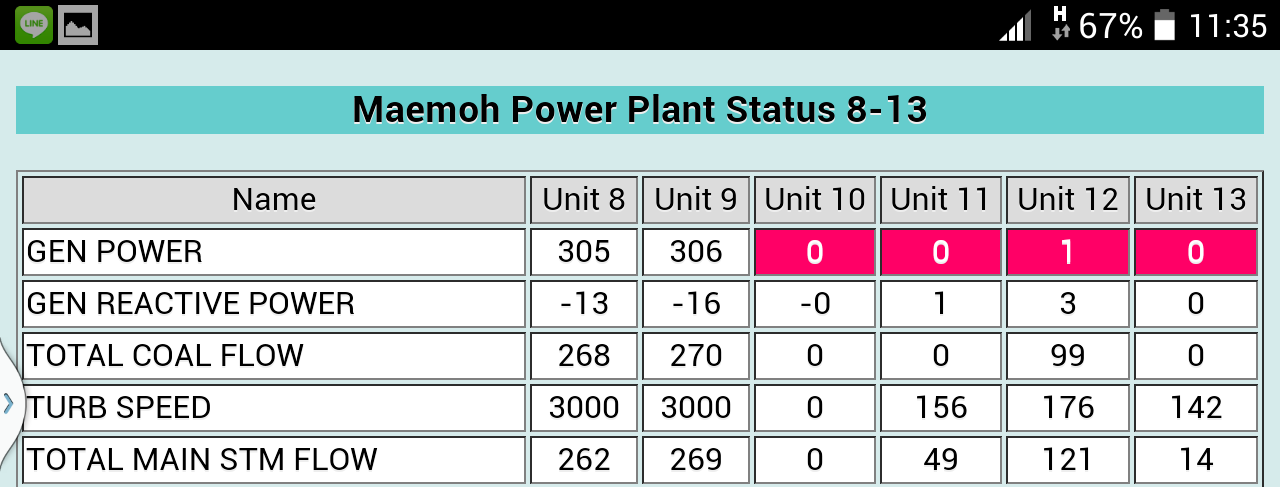 LINE H 67% 11:35
Maemoh Power Plant Status 8-13
Name Unit 8 Unit 9 Unit 10 Unit 11 Unit 12 Unit 13
GEN POWER 305 306 0 0 1 0
GEN REACTIVE POWER -13 -16 -0 1 3 0
TOTAL COAL FLOW 268 270 0 0 99 0
TURB SPEED 3000 3000 0 156 176 142
TOTAL MAIN STM FLOW 262 269 0 49 121 14